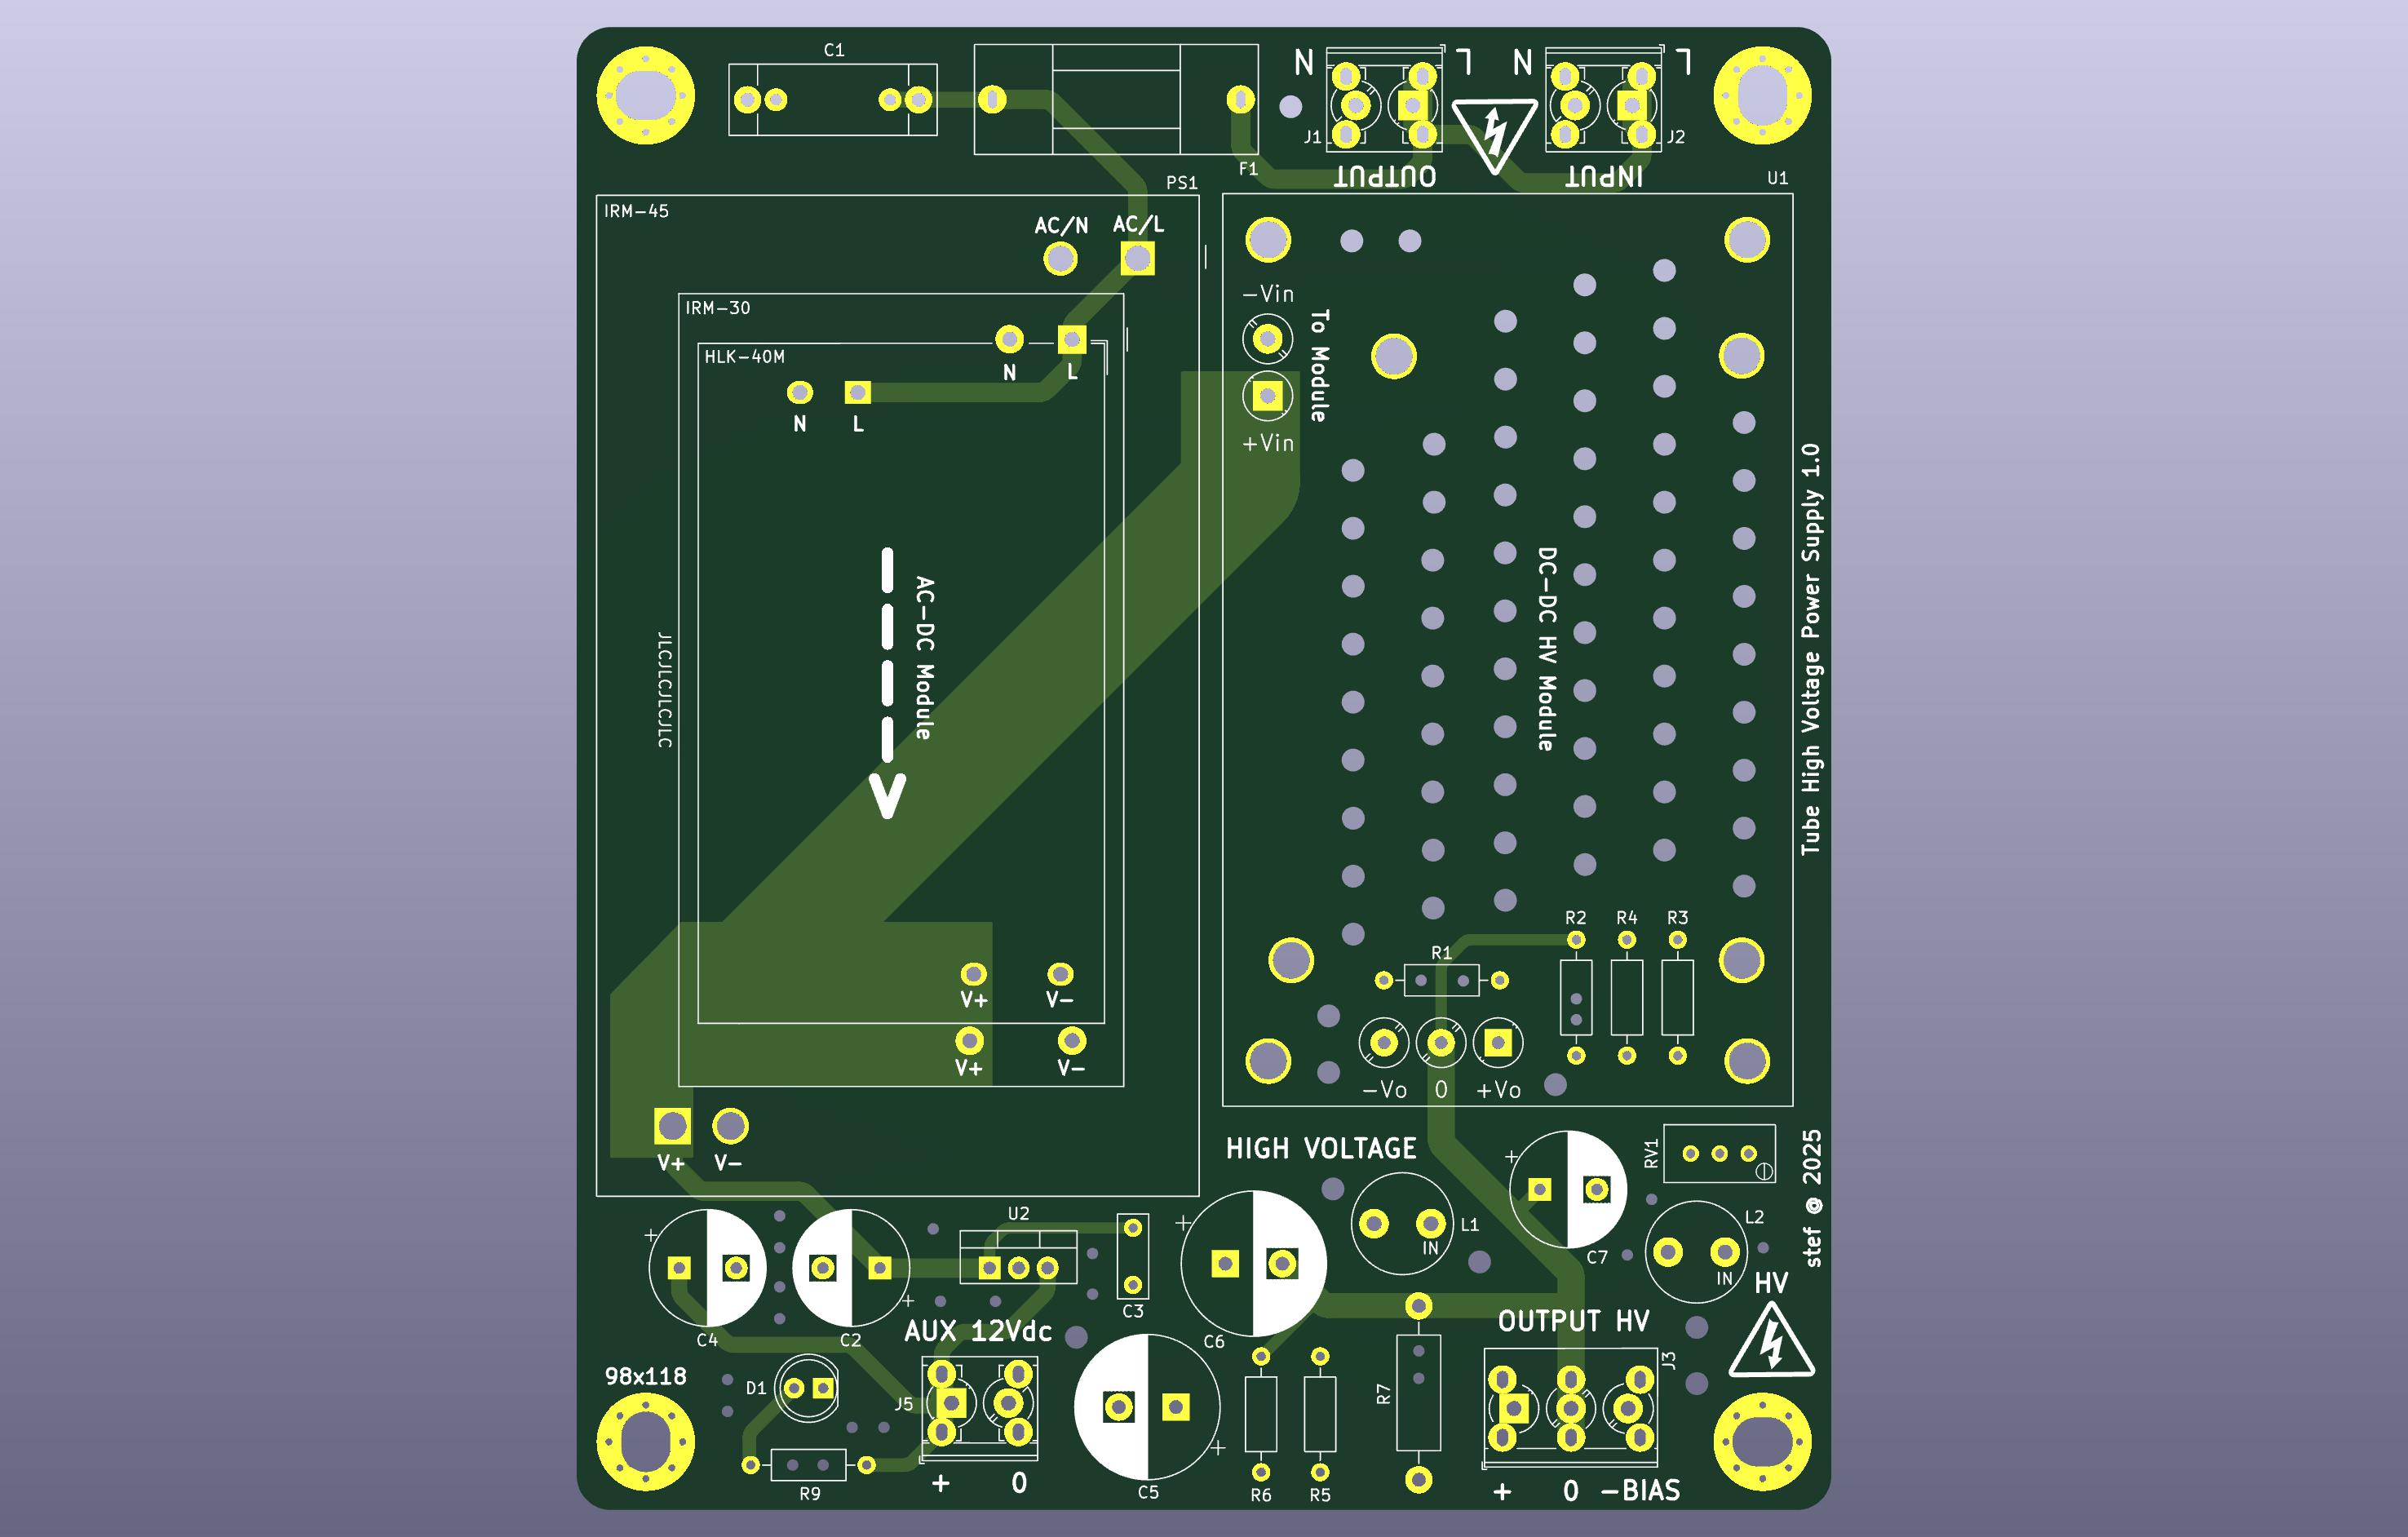 C1
N
L
N
L
J1
J2
F1
OUTPUT
INPUT
PS1
U1
IRM-45
AC/N
AC/L
IRM-30
HLK-40M
N
L
N
L
-Vin
To Module
+Vin
AC-DC Module
DC-DC HV Module
JLCJLCJLCJLC
Tube High Voltage Power Supply 1.0
R2
R4
R3
R1
V+
V-
V+
V-
-Vo
0
+Vo
V+
V-
HIGH VOLTAGE
RV1
stef @ 2025
U2
L1
IN
L2
IN
C7
HV
C3
C4
C2
AUX 12Vdc
C6
OUTPUT HV
J3
98x118
D1
J5
R7
R9
+
0
C5
R6
R5
+
0
-BIAS